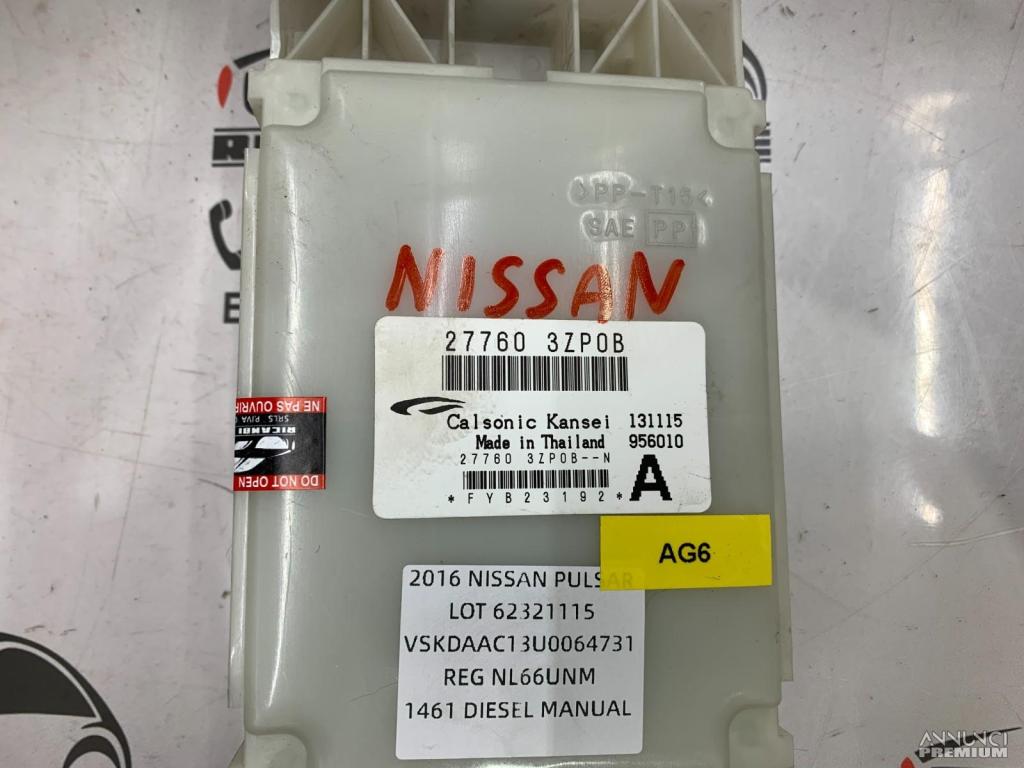 >PP-T15<
SAE PP
NISSAN
27760 3ZP0B
Calsonic Kansei 131115
Made in Thailand 956010
27760 3ZP0B--N
*FYB23192*
A
NE PAS OUVRIR
RICAMBI
DO NOT OPEN
AG6
2016 NISSAN PULSAR
LOT 62321115
VSKDAAC13U0064731
REG NL66UNM
1461 DIESEL MANUAL
ANNUNCI
PREMIUM